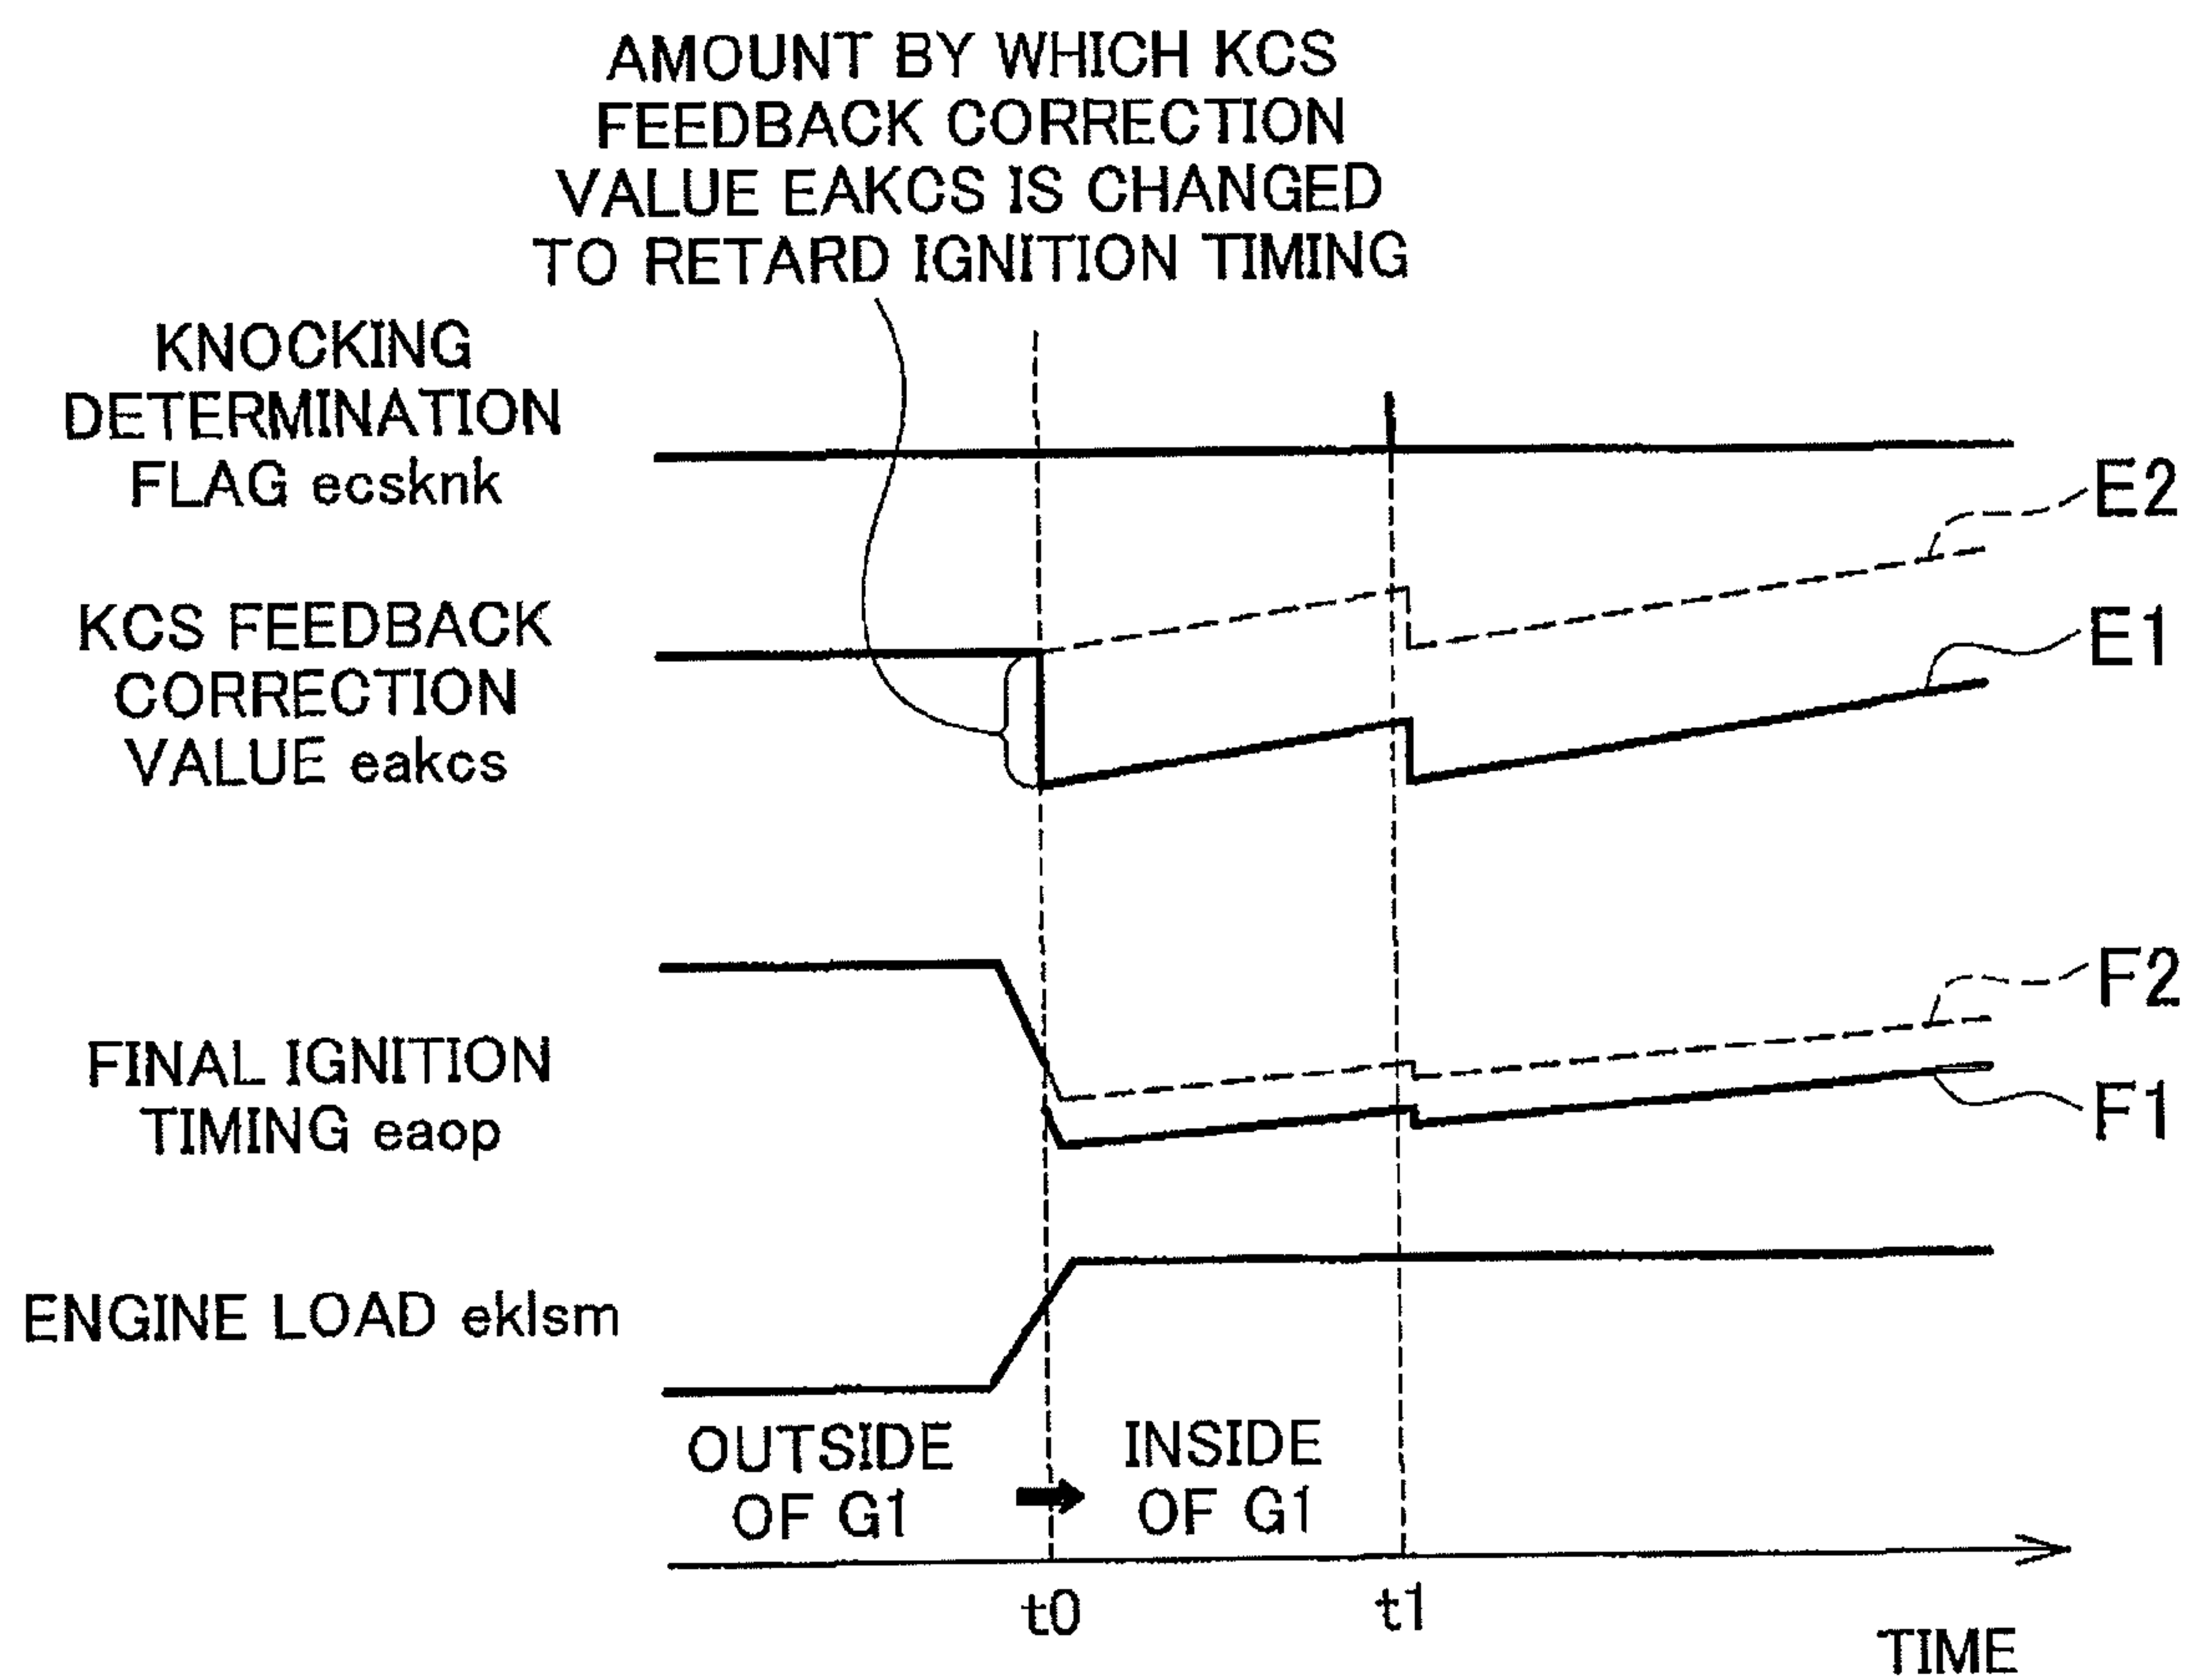 AMOUNT BY WHICH KCS
FEEDBACK CORRECTION
VALUE EAKCS IS CHANGED
TO RETARD IGNITION TIMING
KNOCKING
DETERMINATION
FLAG ecsknk
E2
KCS FEEDBACK
CORRECTION
VALUE eakcs
E1
F2
FINAL IGNITION
TIMING eaop
F1
ENGINE LOAD eklsm
OUTSIDE
OF G1
INSIDE
OF G1
t0
t1
TIME